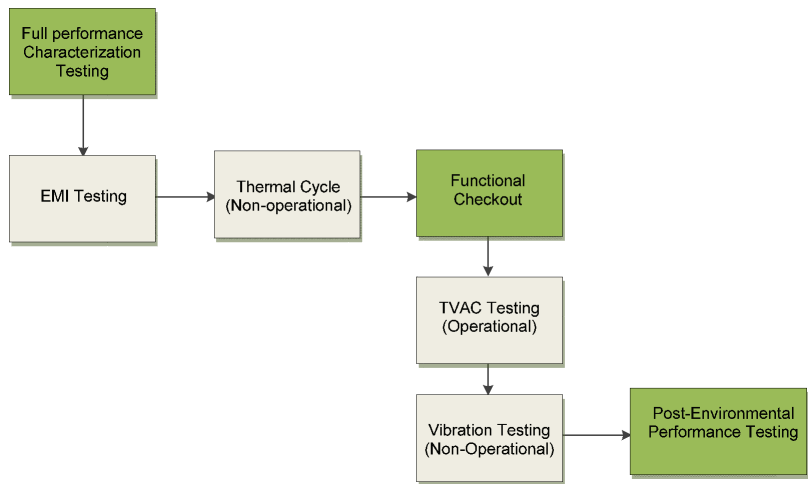 Full performance
Characterization
Testing
EMI Testing
Thermal Cycle
(Non-operational)
Functional
Checkout
TVAC Testing
(Operational)
Vibration Testing
(Non-Operational)
Post-Environmental
Performance Testing